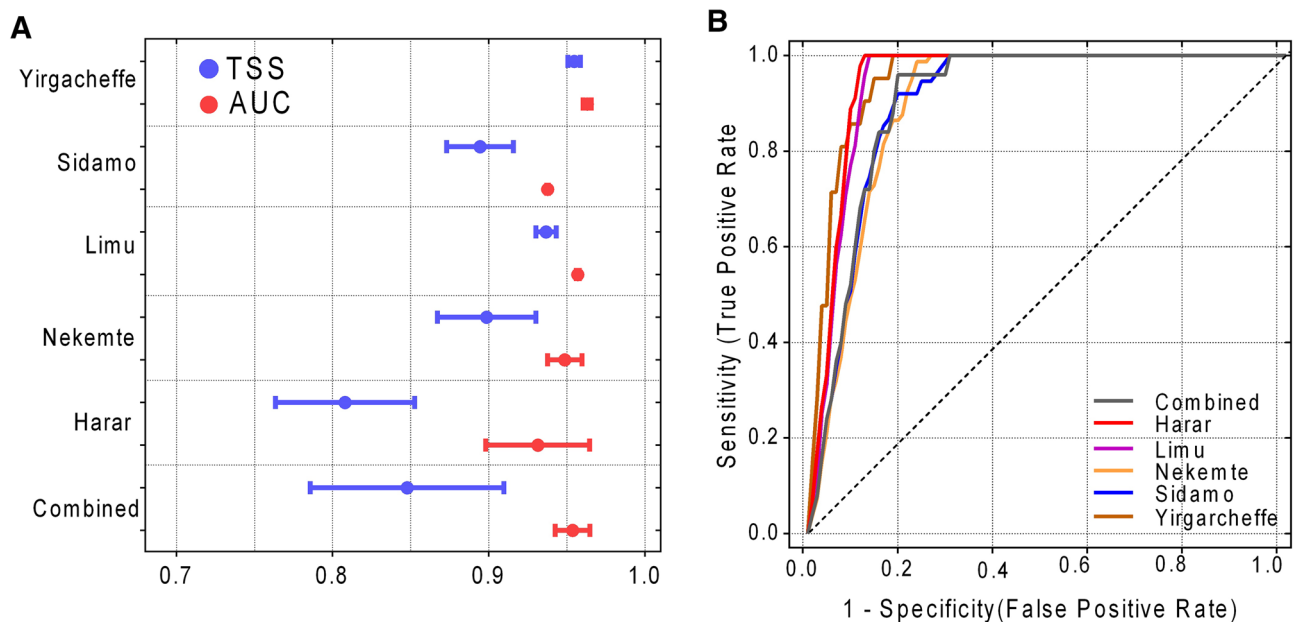 A
Yirgacheffe
Sidamo
Limu
Nekemte
Harar
Combined
TSS
AUC
0.7 0.8 0.9 1.0
B
Sensitivity (True Positive Rate
1.0
0.8
0.6
0.4
0.2
0.0
Combined
Harar
Limu
Nekemte
Sidamo
Yirgarcheffe
0.0 0.2 0.4 0.6 0.8 1.0
1 - Specificity(False Positive Rate)